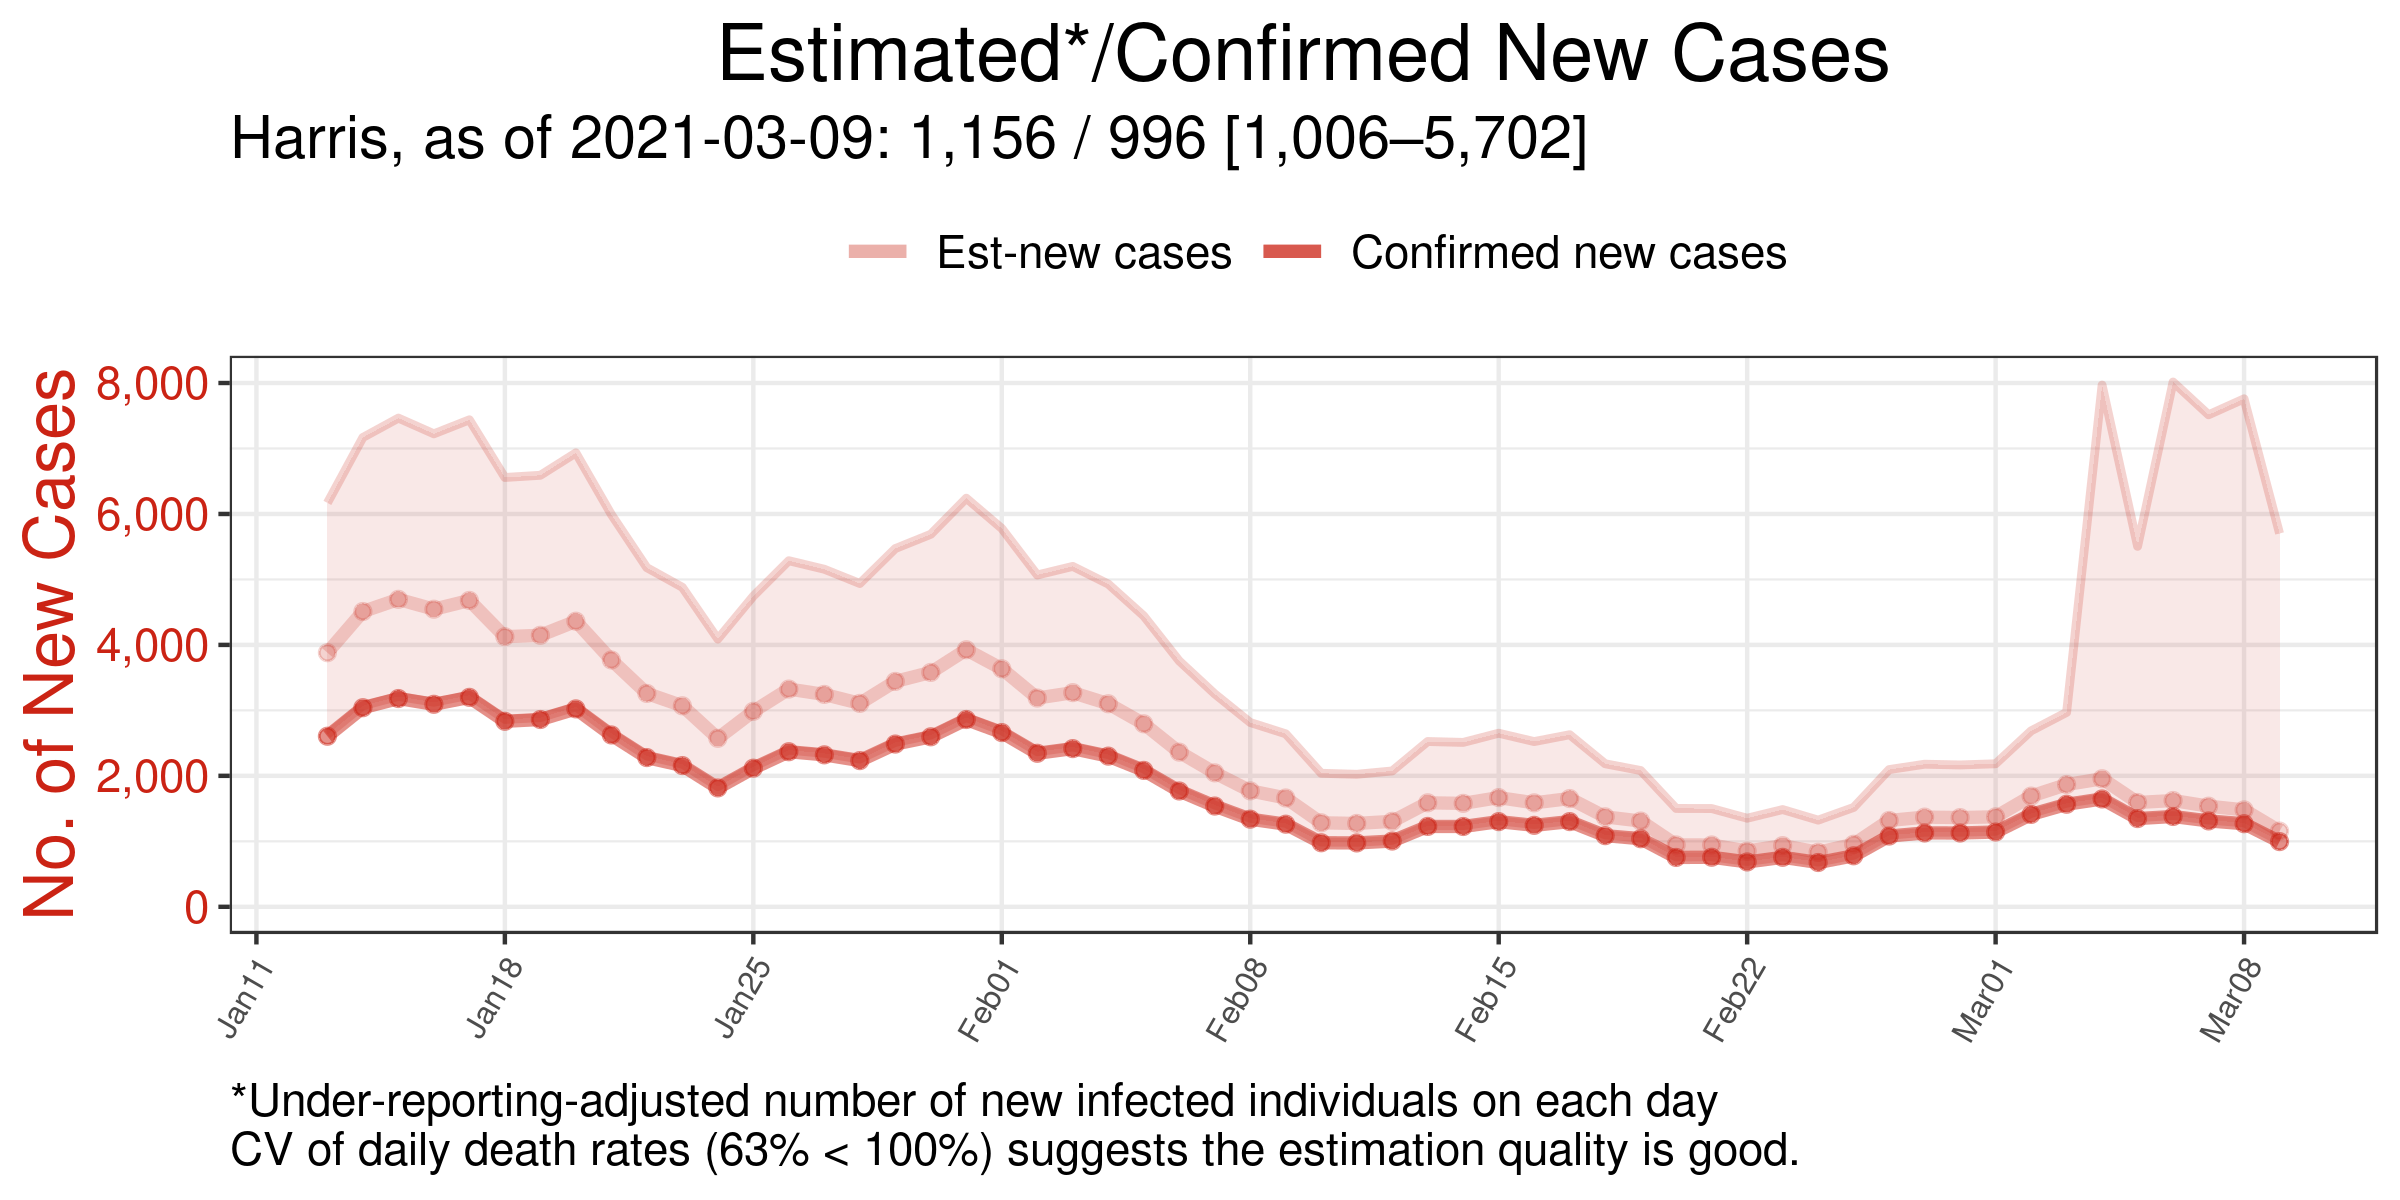 Estimated*/Confirmed New Cases
Harris, as of 2021-03-09: 1,156 / 996 [1,006–5,702]
Est-new cases Confirmed new cases
No. of New Cases
8,000
6,000
4,000
2,000
0
Jan11 Jan18 Jan25 Feb01 Feb08 Feb15 Feb22 Mar01 Mar08
*Under-reporting-adjusted number of new infected individuals on each day
CV of daily death rates (63% < 100%) suggests the estimation quality is good.